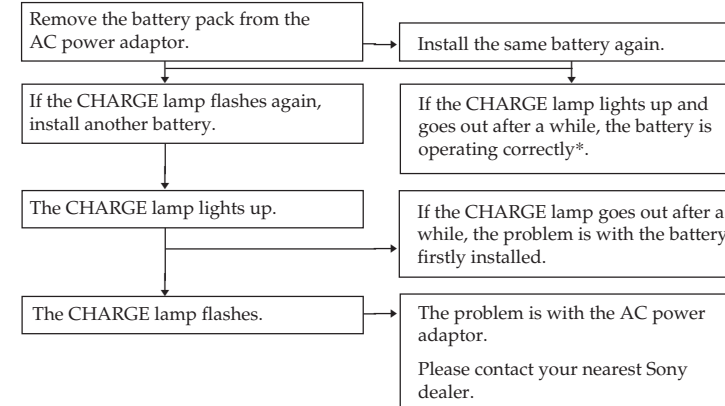 Remove the battery pack from the
AC power adaptor.
Install the same battery again.
If the CHARGE lamp flashes again,
install another battery.
If the CHARGE lamp lights up and
goes out after a while, the battery is
operating correctly*.
The CHARGE lamp lights up.
If the CHARGE lamp goes out after a
while, the problem is with the battery
firstly installed.
The CHARGE lamp flashes.
The problem is with the AC power
adaptor.
Please contact your nearest Sony
dealer.